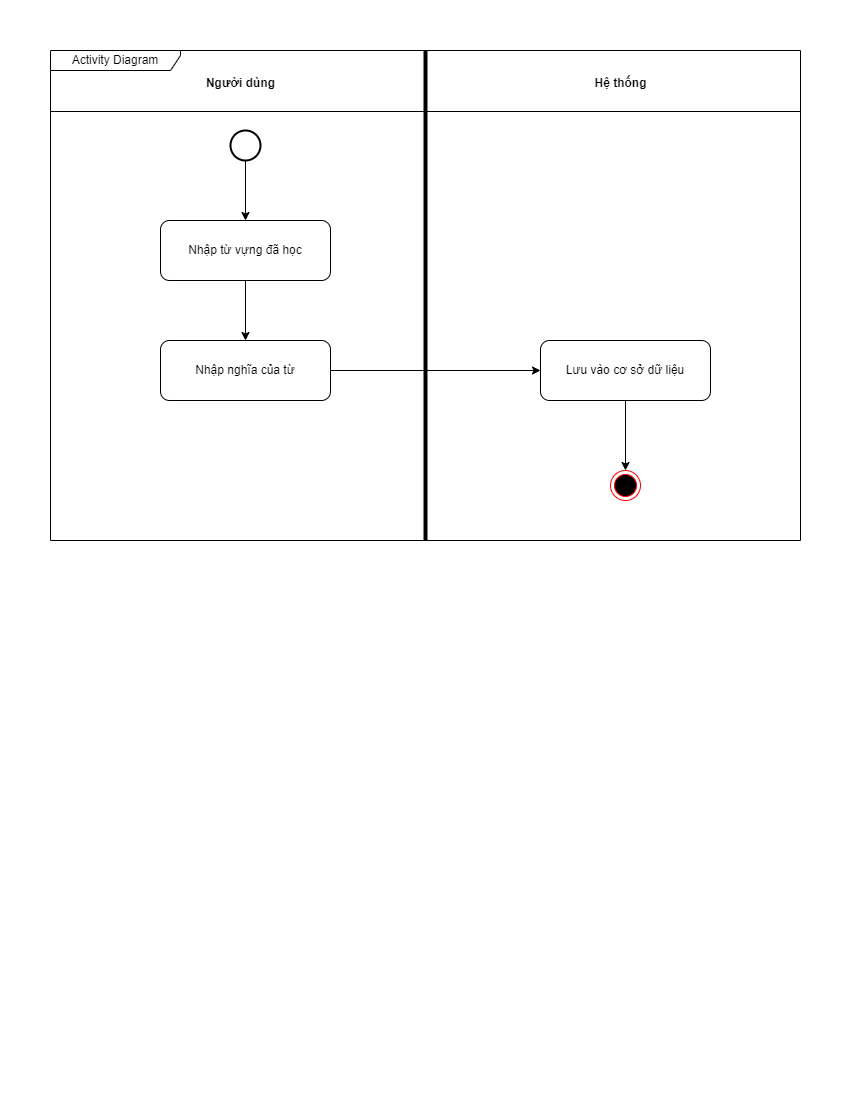 Activity Diagram
Người dùng
Hệ thống
Nhập từ vựng đã học
Nhập nghĩa của từ
Lưu vào cơ sở dữ liệu